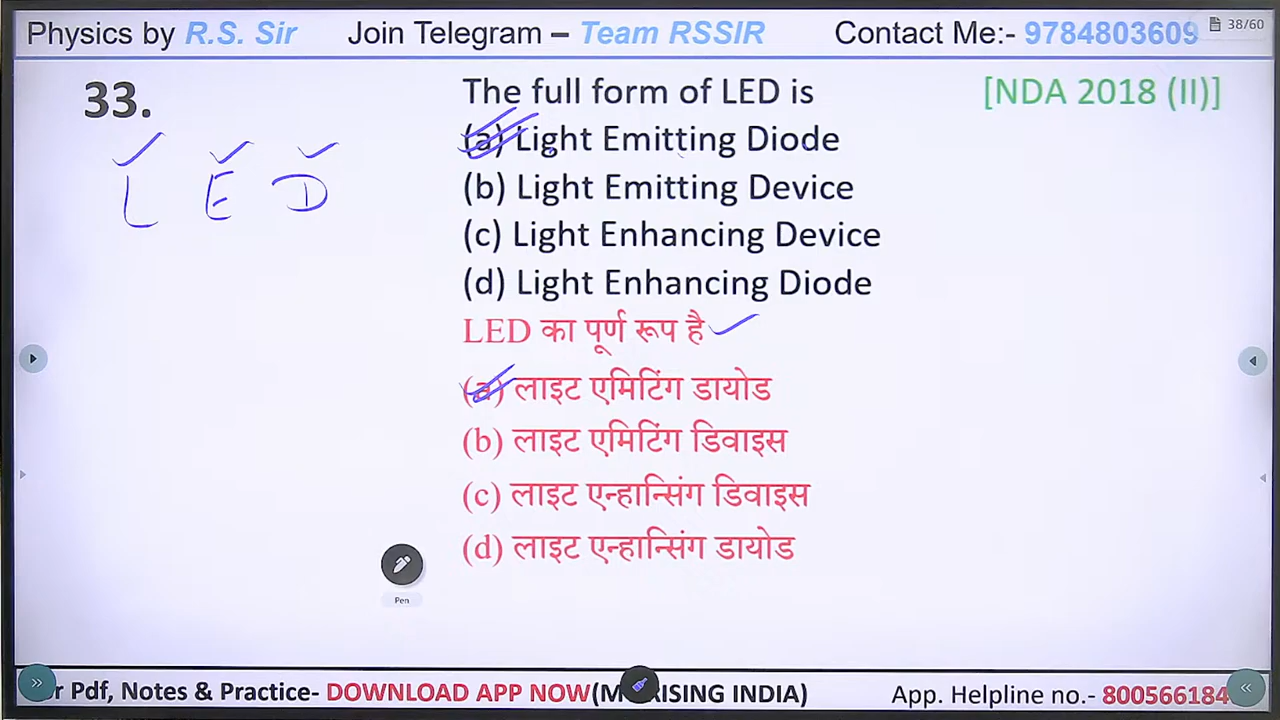 Physics by R.S. Sir Join Telegram – Team RSSIR Contact Me:- 9784803609 38/60
33. The full form of LED is [NDA 2018 (II)]
(a) Light Emitting Diode
L E D
(b) Light Emitting Device
(c) Light Enhancing Device
(d) Light Enhancing Diode
LED का पूर्ण रूप है
(a) लाइट एमिटिंग डायोड
(b) लाइट एमिटिंग डिवाइस
(c) लाइट एन्हान्सिंग डिवाइस
(d) लाइट एन्हान्सिंग डायोड
Pen
r Pdf, Notes & Practice- DOWNLOAD APP NOW RISING INDIA) App. Helpline no.- 800566184